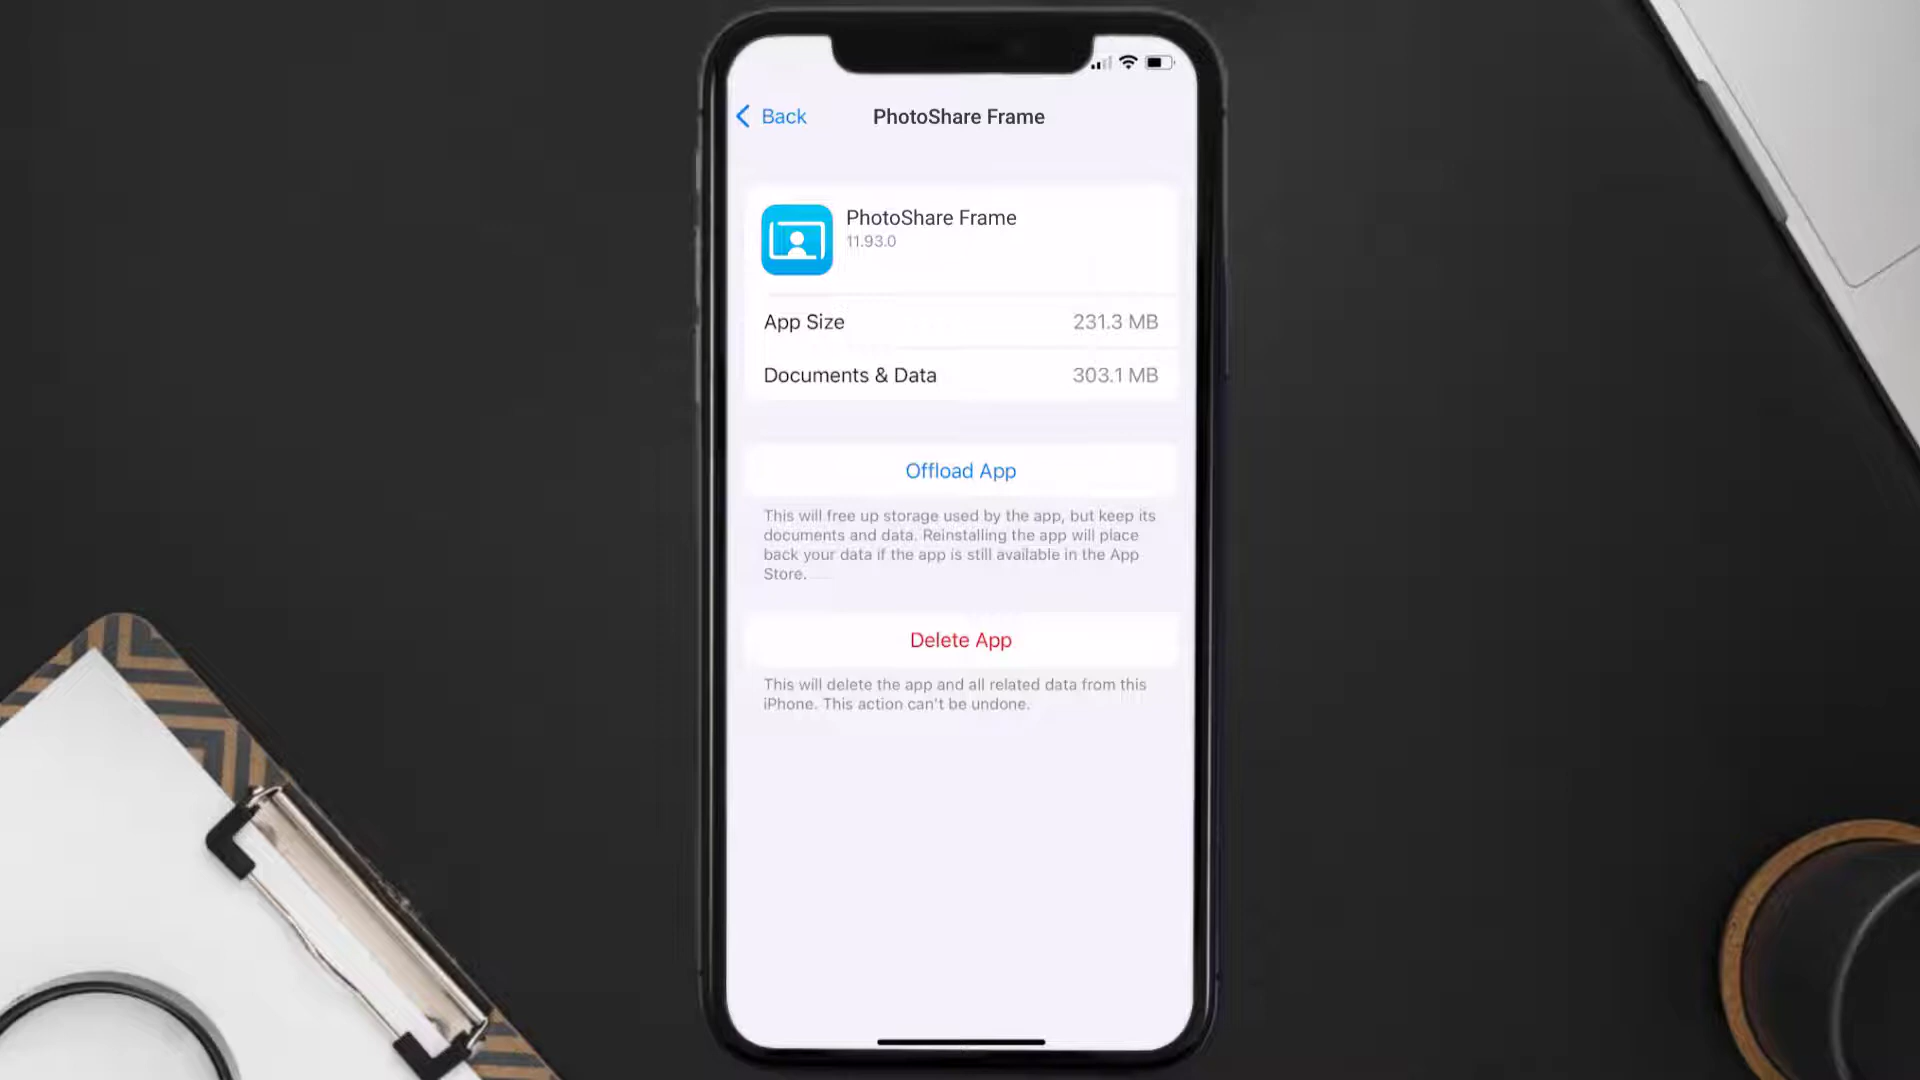 Back
PhotoShare Frame
PhotoShare Frame
11.93.0
App Size 231.3 MB
Documents & Data 303.1 MB
Offload App
This will free up storage used by the app, but keep its
documents and data. Reinstalling the app will place
back your data if the app is still available in the App
Store.
Delete App
This will delete the app and all related data from this
iPhone. This action can't be undone.